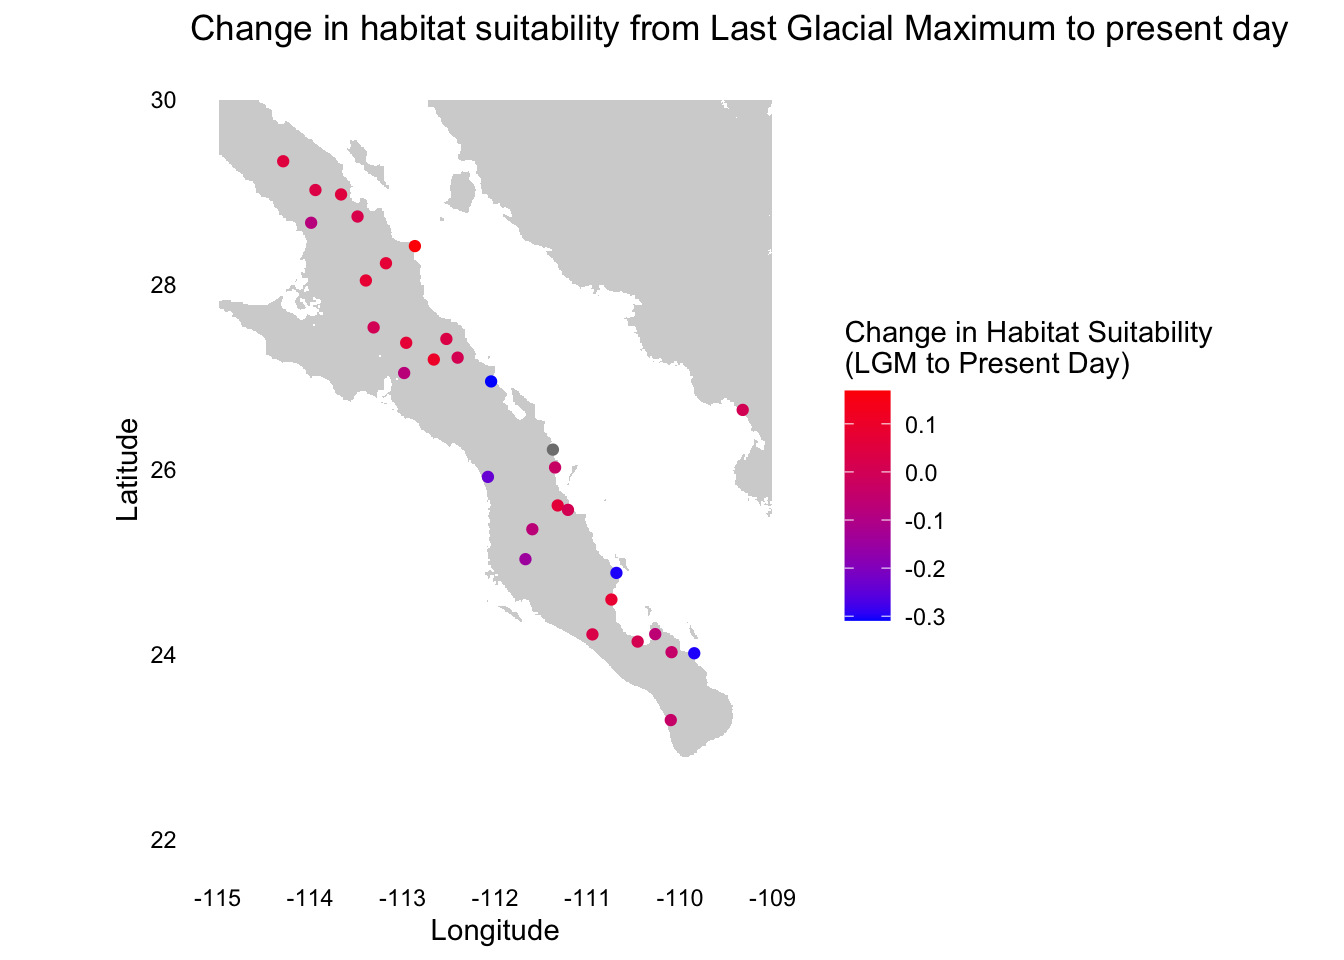 Change in habitat suitability from Last Glacial Maximum to present day
30
28
26
24
22
Latitude
-115 -114 -113 -112 -111 -110 -109
Longitude
Change in Habitat Suitability
(LGM to Present Day)
0.1
0.0
-0.1
-0.2
-0.3